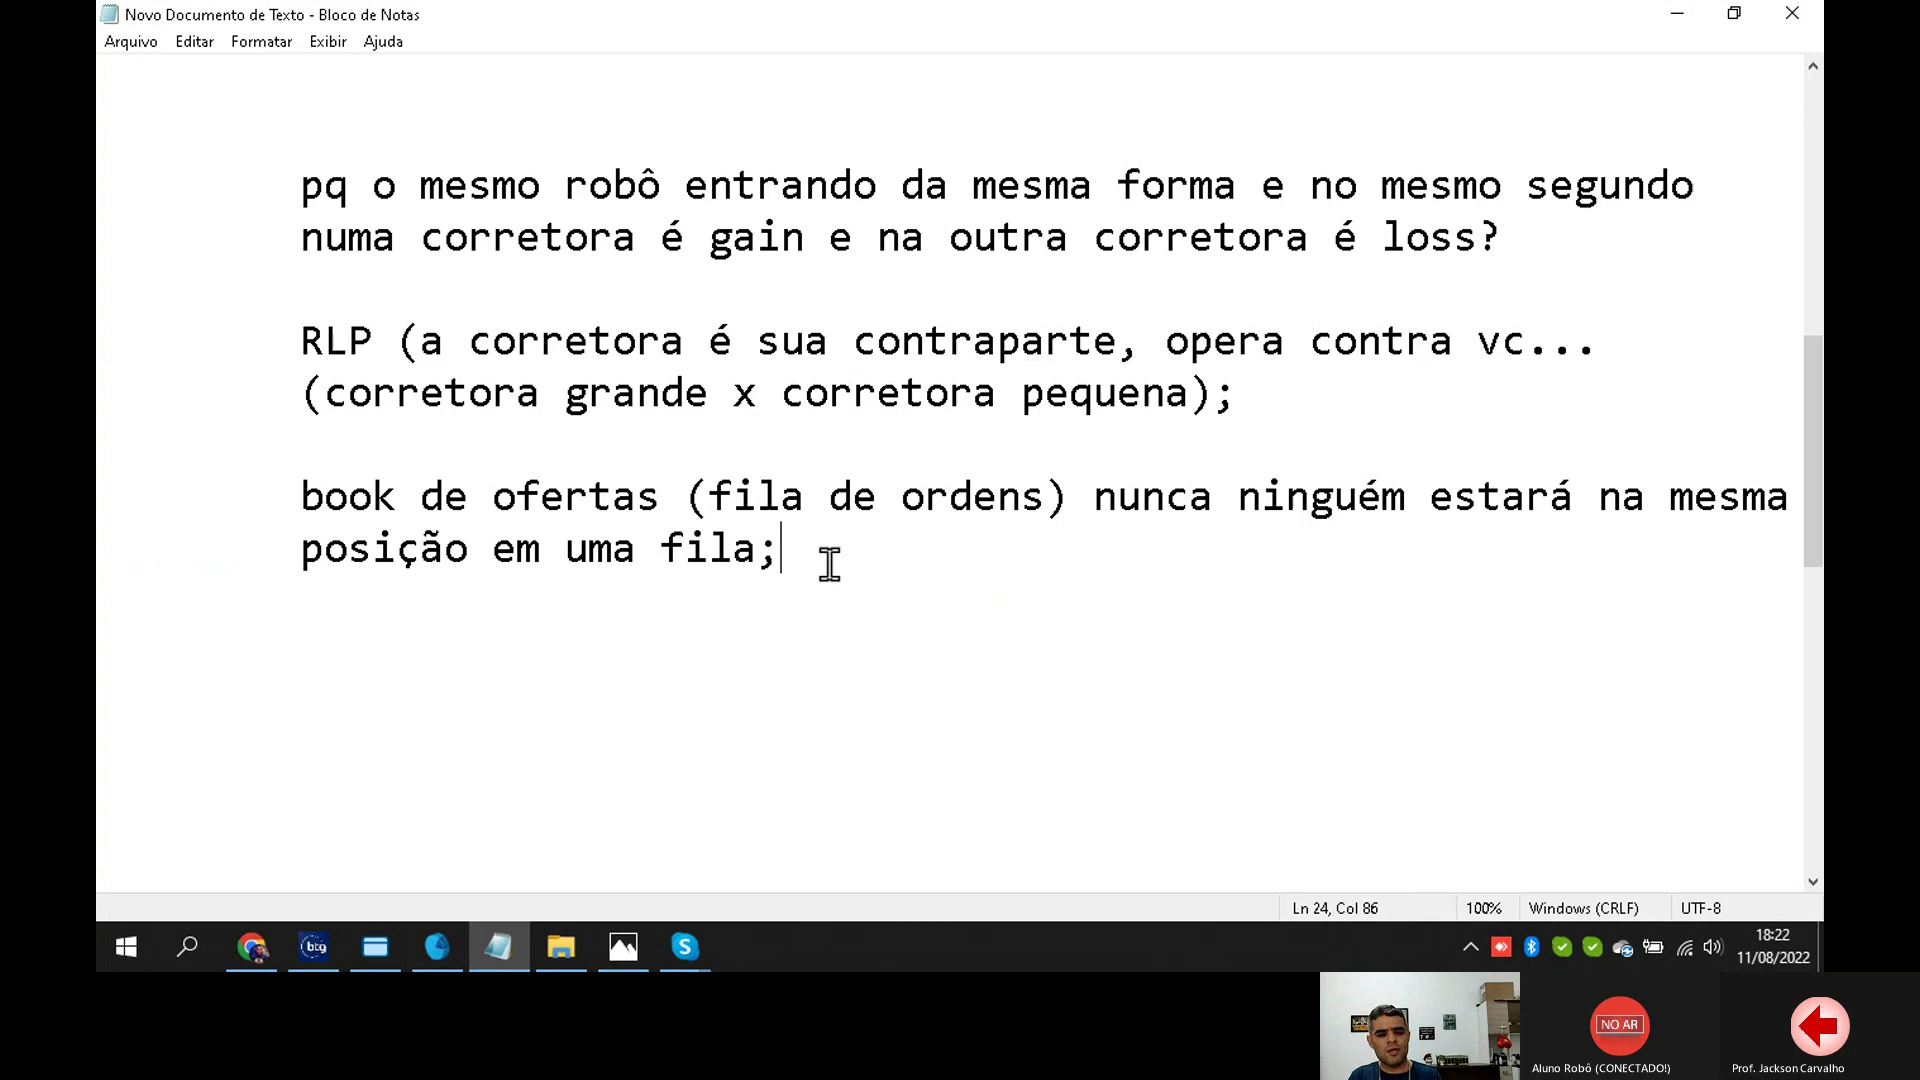 Novo Documento de Texto - Bloco de Notas
Arquivo Editar Formatar Exibir Ajuda
pq o mesmo robô entrando da mesma forma e no mesmo segundo
numa corretora é gain e na outra corretora é loss?
RLP (a corretora é sua contraparte, opera contra vc...
(corretora grande x corretora pequena);
book de ofertas (fila de ordens) nunca ninguém estará na mesma
posição em uma fila;
Ln 24, Col 86 100% Windows (CRLF) UTF-8
btg
18:22
11/08/2022
NO AR
Aluno Robô (CONECTADO!) Prof. Jackson Carvalho